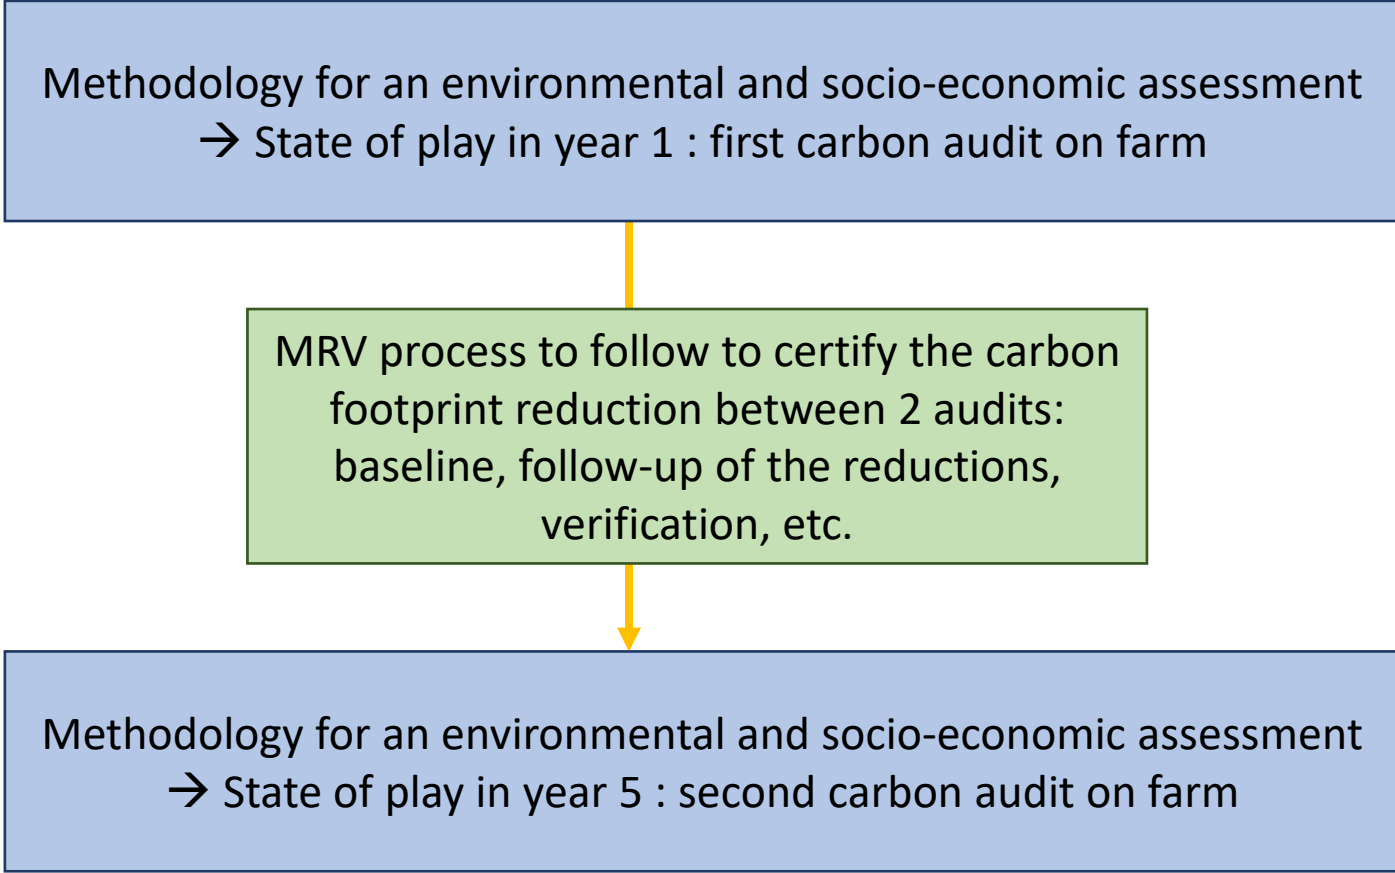 Methodology for an environmental and socio-economic assessment
→ State of play in year 1 : first carbon audit on farm
MRV process to follow to certify the carbon
footprint reduction between 2 audits:
baseline, follow-up of the reductions,
verification, etc.
Methodology for an environmental and socio-economic assessment
→ State of play in year 5 : second carbon audit on farm